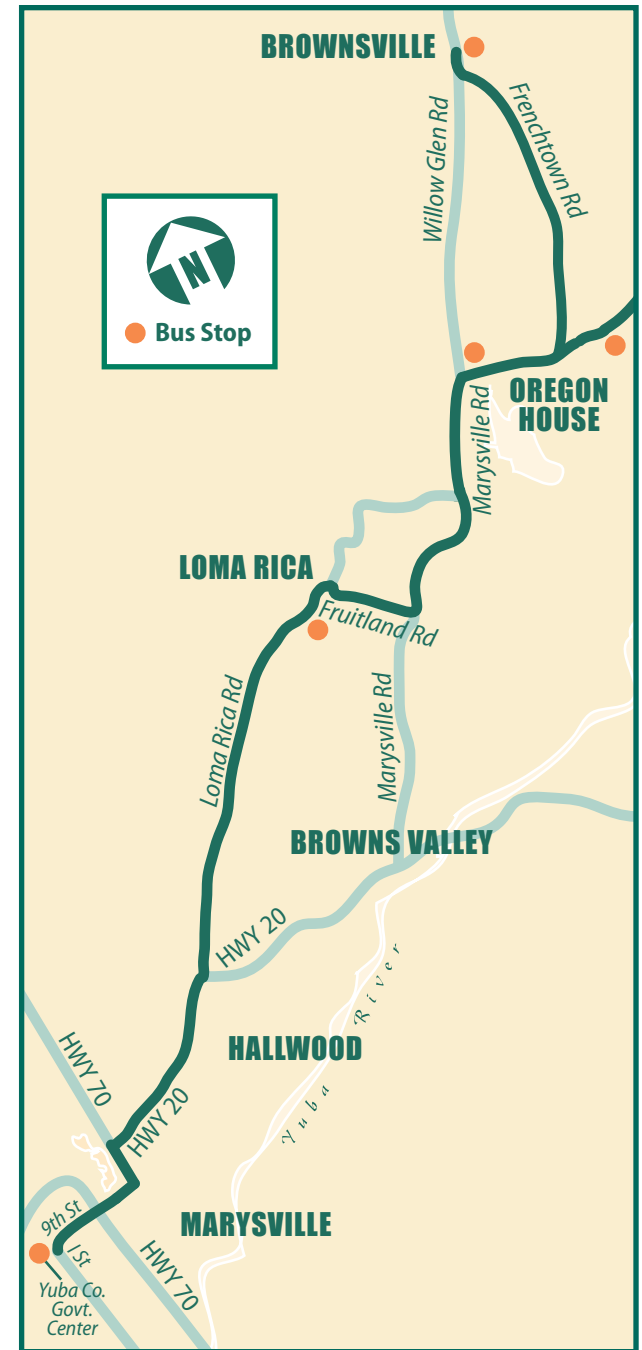 BROWNSVILLE
Frenchtown Rd
Willow Glen Rd
N
Bus Stop
OREGON
HOUSE
Marysville Rd
LOMA RICA
Fruitland Rd
Loma Rica Rd
Marysville Rd
BROWNS VALLEY
HWY 20
Yuba River
HALLWOOD
HWY 70
HWY 20
9th St
J St
MARYSVILLE
HWY 70
Yuba Co.
Govt.
Center